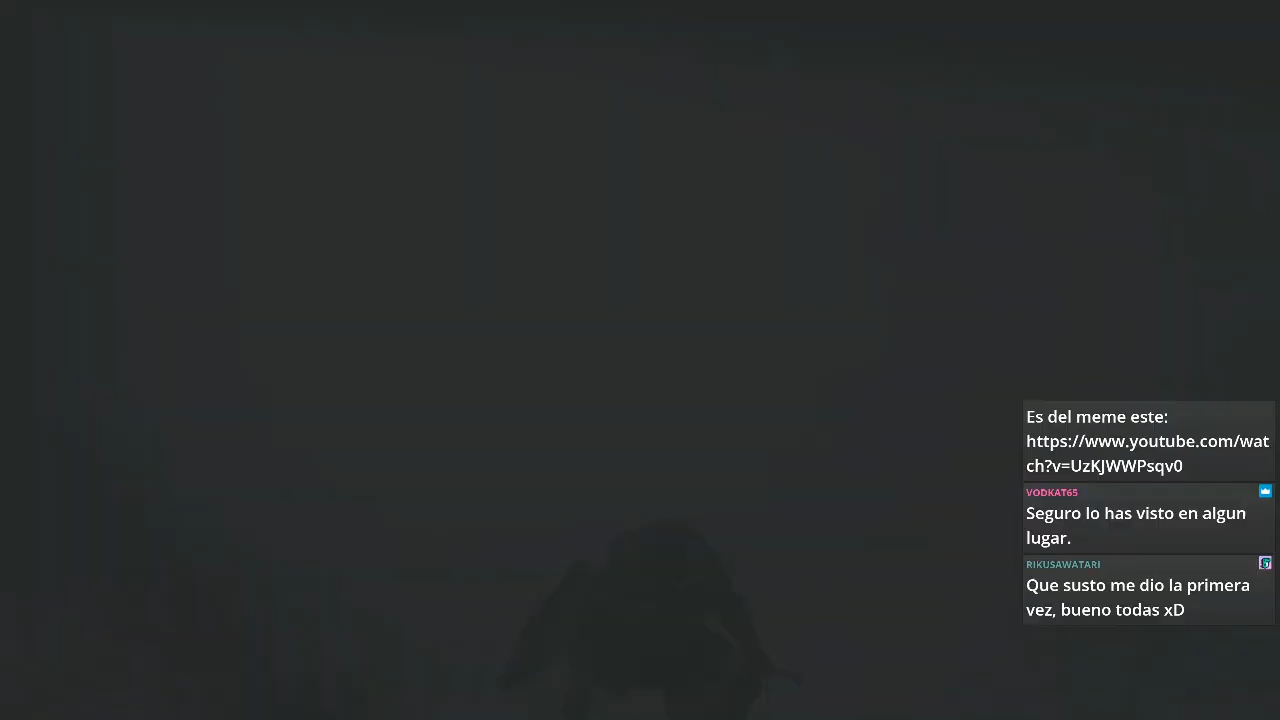 Es del meme este:
https://www.youtube.com/wat
ch?v=UzKJWWPsqv0
VODKAT65
Seguro lo has visto en algun
lugar.
RIKUSAWATARI
Que susto me dio la primera
vez, bueno todas xD